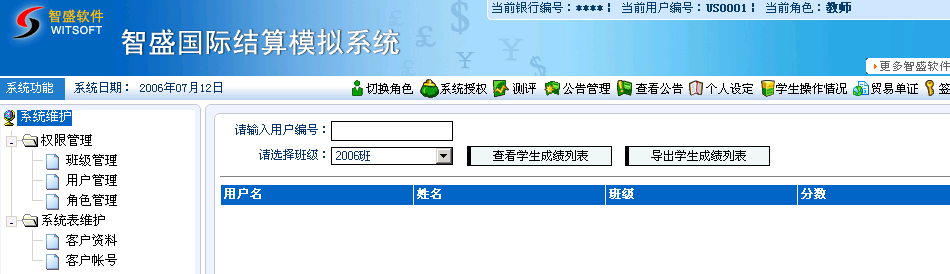 智盛软件
WITSOFT
智盛国际结算模拟系统
当前银行编号：****| 当前用户编号：US0001| 当前角色：教师
更多智盛软件
系统功能 系统日期： 2006年07月12日 切换角色 系统授权 测评 公告管理 查看公告 个人设定 学生操作情况 贸易单证
系统维护
权限管理
班级管理
用户管理
角色管理
系统表维护
客户资料
客户帐号
请输入用户编号：
请选择班级： 2006班 查看学生成绩列表 导出学生成绩列表
用户名 姓名 班级 分数